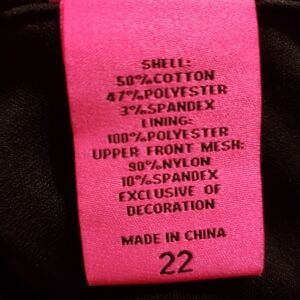 SHELL:
50%COTTON
47%POLYESTER
3%SPANDEX
LINING:
100%POLYESTER
UPPER FRONT MESH:
90%NYLON
10%SPANDEX
EXCLUSIVE OF
DECORATION
MADE IN CHINA
22